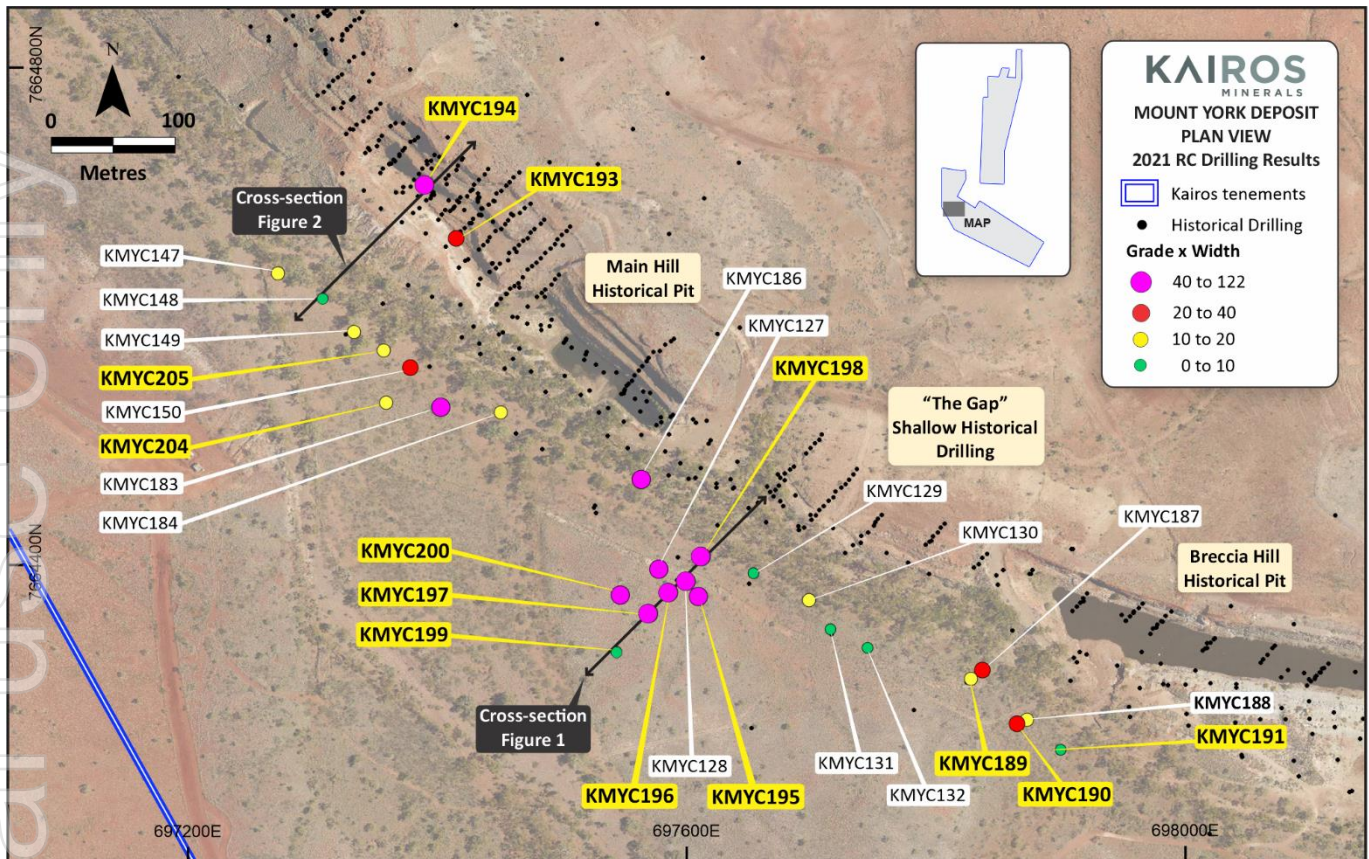 7664800N
N
0
100
Metres
KMYC194
KMYC193
Cross-section
Figure 2
KMYC147
KMYC148
KMYC149
KMYC205
KMYC150
KMYC204
KMYC183
KMYC184
Main Hill
Historical Pit
KMYC186
KMYC127
KMYC198
"The Gap"
Shallow Historical
Drilling
KMYC129
KMYC130
KMYC187
Breccia Hill
Historical Pit
7664400N
KMYC200
KMYC197
KMYC199
Cross-section
Figure 1
KMYC128
KMYC196
KMYC195
KMYC131
KMYC132
KMYC189
KMYC190
KMYC188
KMYC191
697200E
697600E
698000E
MAP
KAIROS
MINERALS
MOUNT YORK DEPOSIT
PLAN VIEW
2021 RC Drilling Results
Kairos tenements
Historical Drilling
Grade x Width
40 to 122
20 to 40
10 to 20
0 to 10